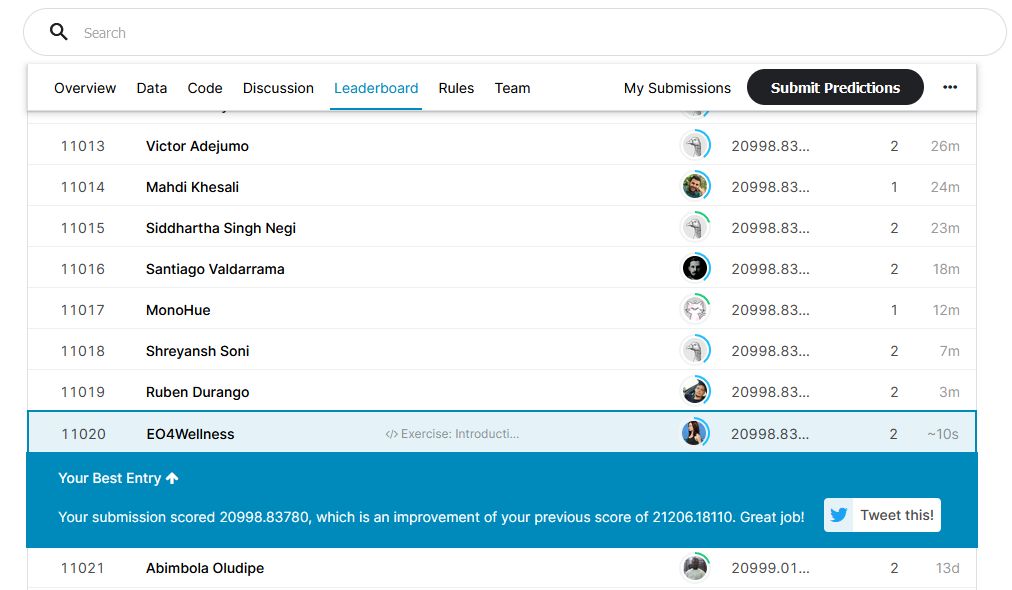 Search
Overview Data Code Discussion Leaderboard Rules Team My Submissions Submit Predictions
11013 Victor Adejumo 20998.83... 2 26m
11014 Mahdi Khesali 20998.83... 1 24m
11015 Siddhartha Singh Negi 20998.83... 2 23m
11016 Santiago Valdarrama 20998.83... 2 18m
11017 MonoHue 20998.83... 1 12m
11018 Shreyansh Soni 20998.83... 2 7m
11019 Ruben Durango 20998.83... 2 3m
11020 EO4Wellness </> Exercise: Introducti... 20998.83... 2 ~10s
Your Best Entry
Your submission scored 20998.83780, which is an improvement of your previous score of 21206.18110. Great job! Tweet this!
11021 Abimbola Oludipe 20999.01... 2 13d